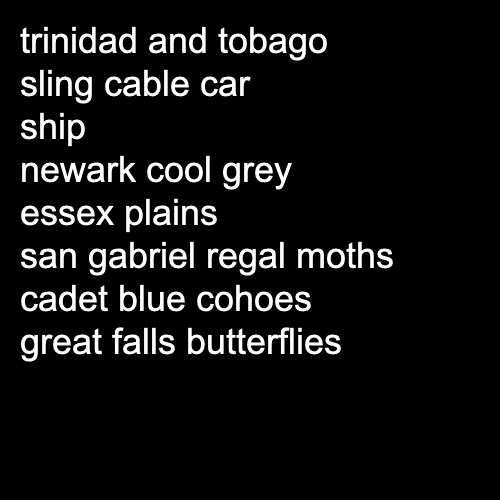 trinidad and tobago
sling cable car
ship
newark cool grey
essex plains
san gabriel regal moths
cadet blue cohoes
great falls butterflies